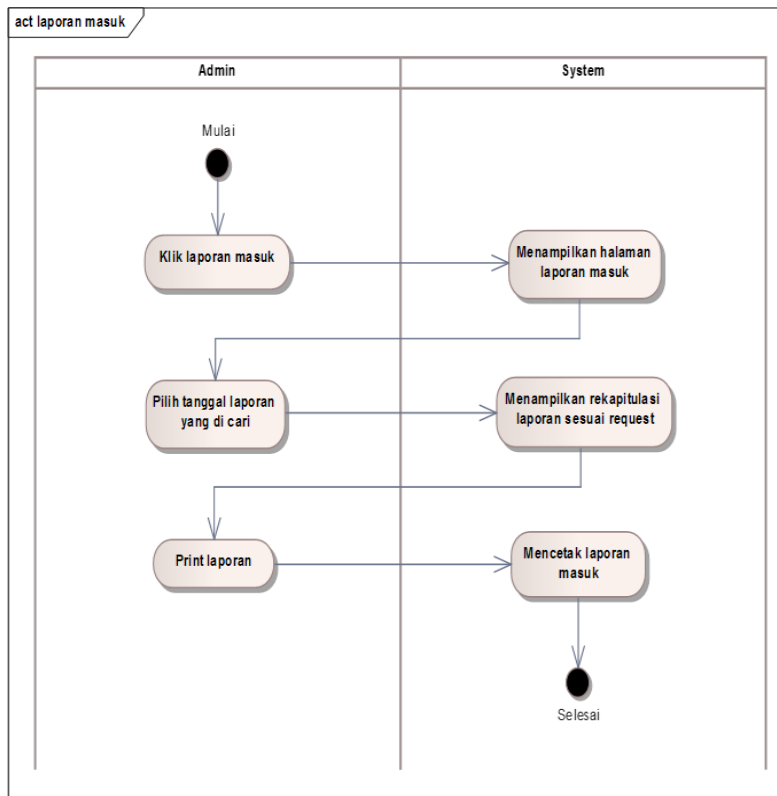 act laporan masuk
Admin
System
Mulai
Klik laporan masuk
Menampilkan halaman
laporan masuk
Pilih tanggal laporan
yang di cari
Menampilkan rekapitulasi
laporan sesuai request
Print laporan
Mencetak laporan
masuk
Selesai